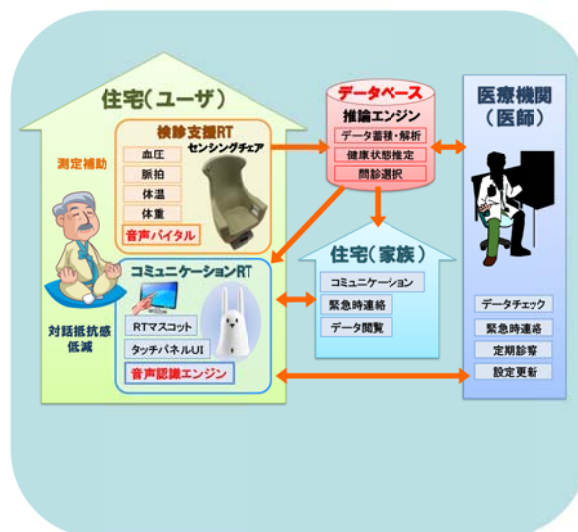 住宅(ユーザ)
検診支援RT
センシングチェア
測定補助
血圧
脈拍
体温
体重
音声バイタル
コミュニケーションRT
対話抵抗感
低減
RTマスコット
タッチパネルUI
音声認識エンジン
データベース
推論エンジン
データ蓄積・解析
健康状態推定
問診選択
住宅(家族)
コミュニケーション
緊急時連絡
データ閲覧
医療機関
(医師)
データチェック
緊急時連絡
定期診察
設定更新